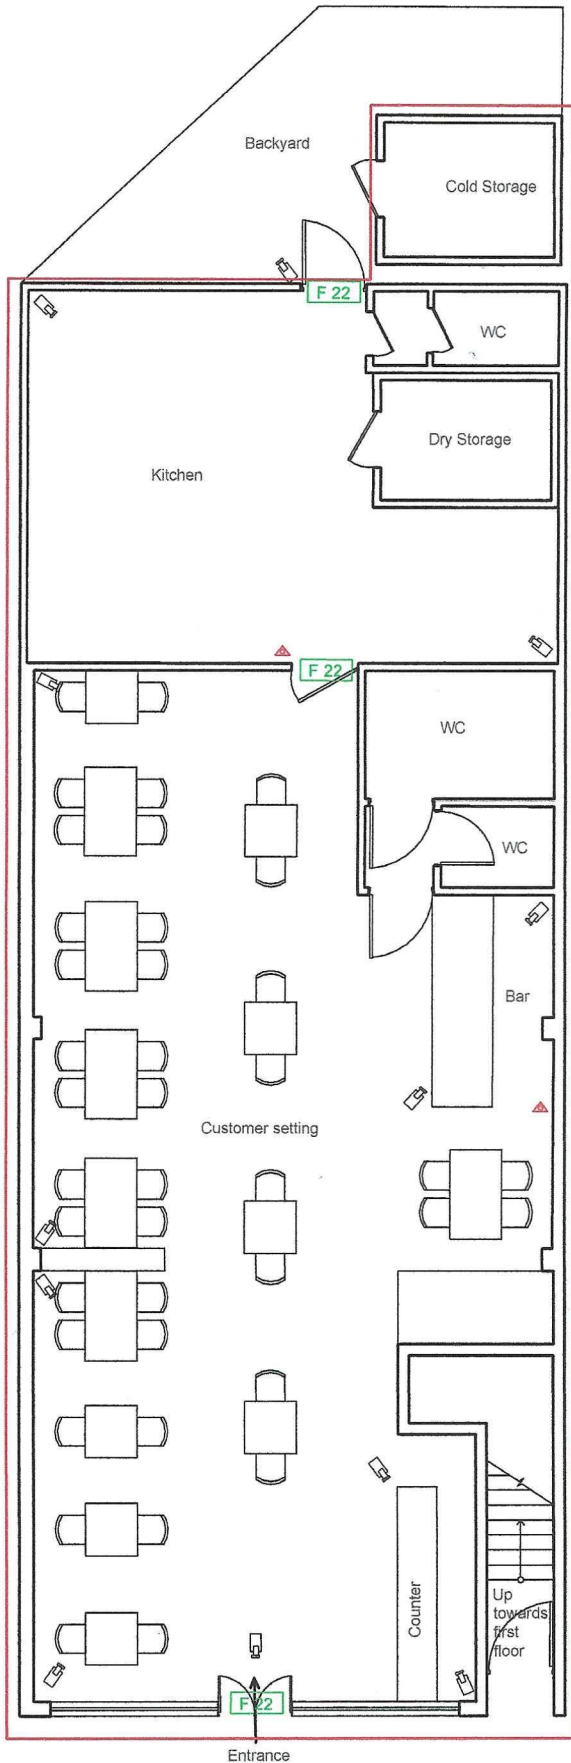 Backyard
Cold Storage
F 22
WC
Dry Storage
Kitchen
F 22
WC
WC
Bar
Customer setting
Counter
Up
towards
first
floor
F 22
Entrance